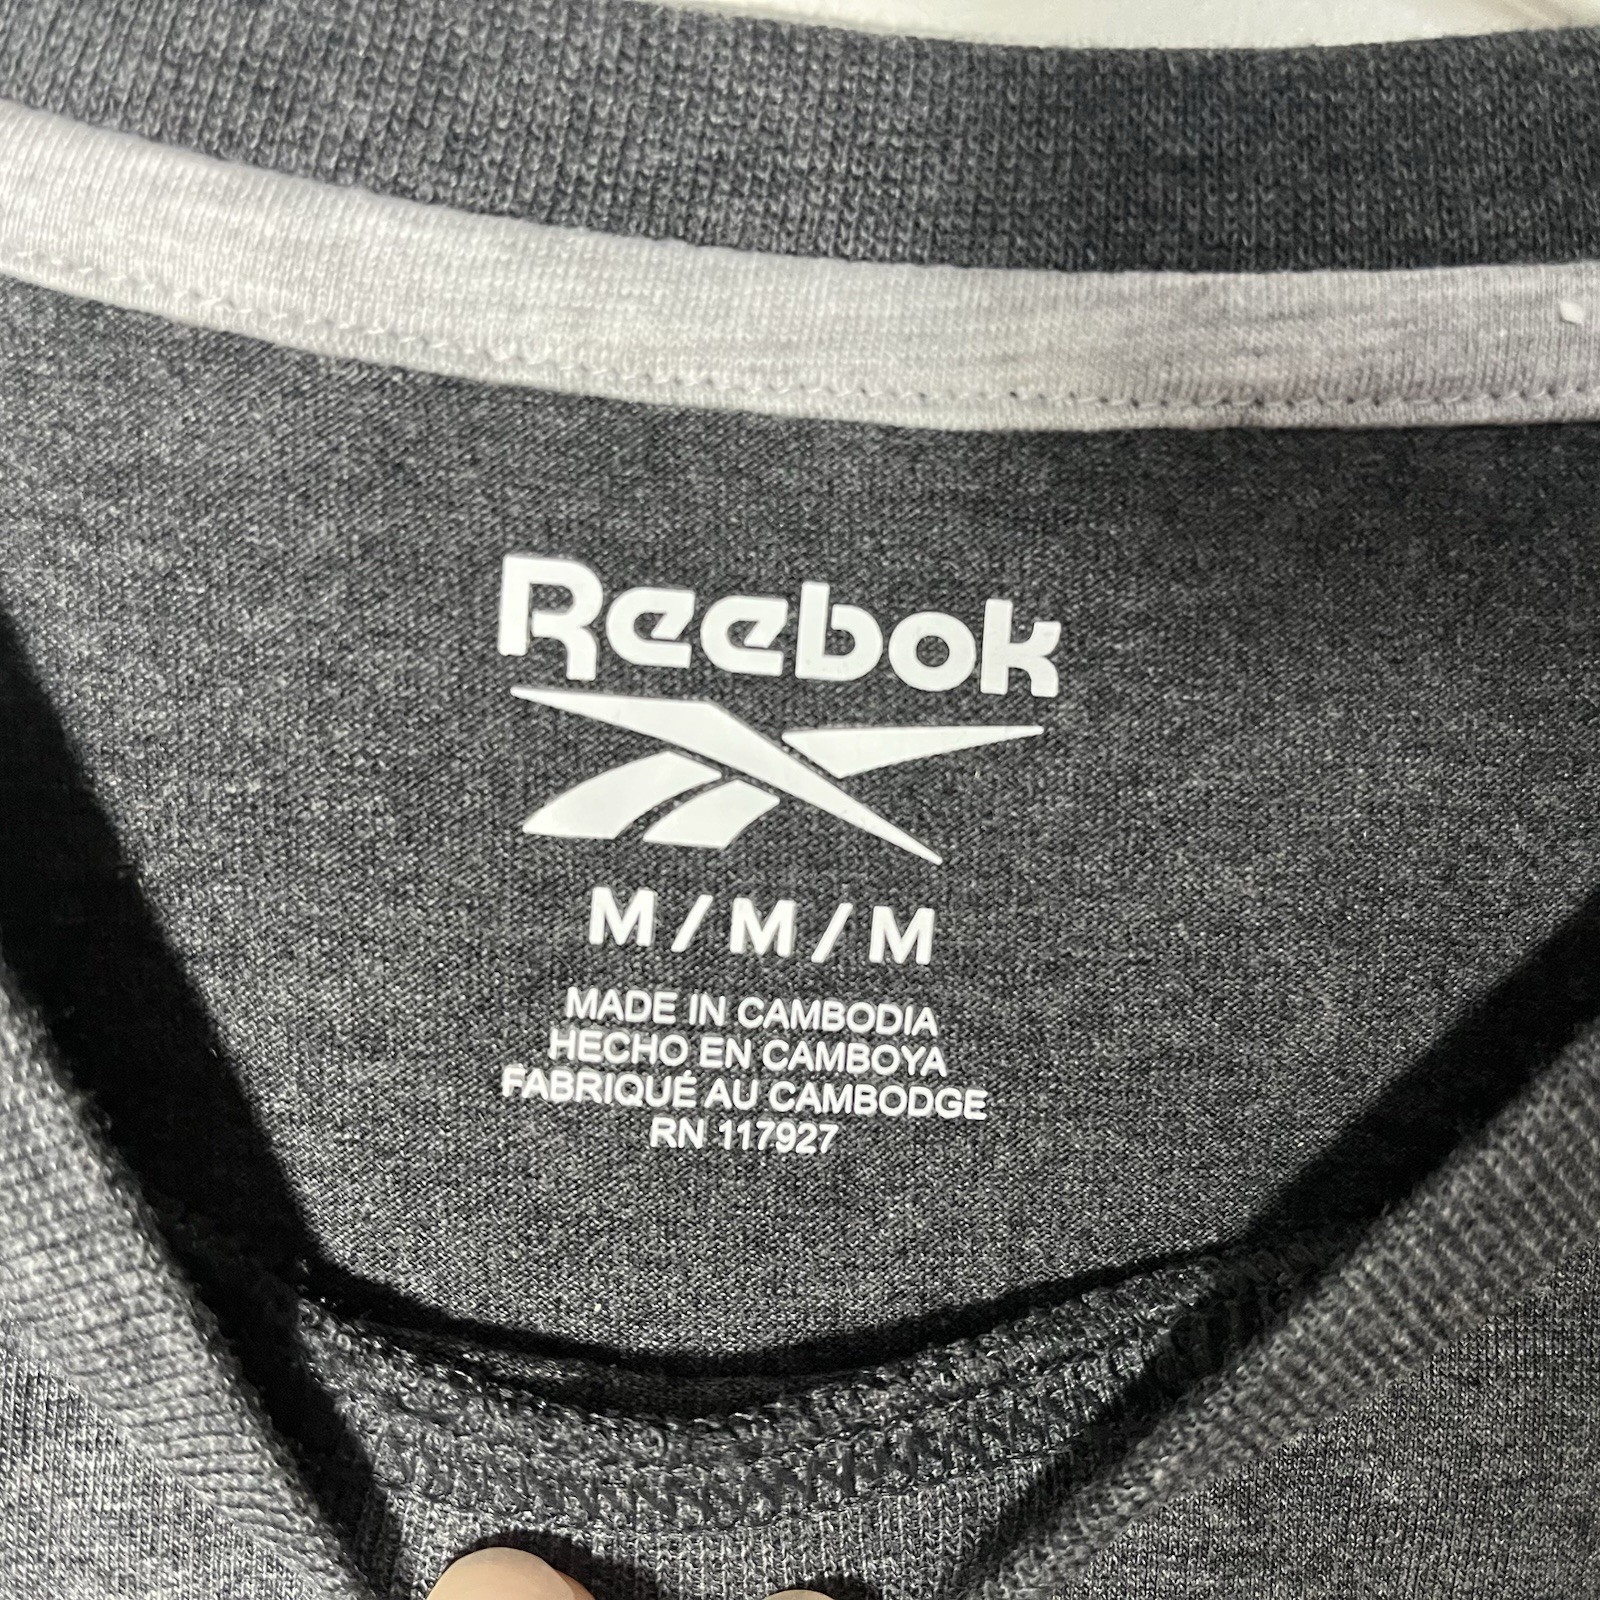 Reebok
M / M / M
MADE IN CAMBODIA
HECHO EN CAMBOYA
FABRIQUÉ AU CAMBODGE
RN 117927